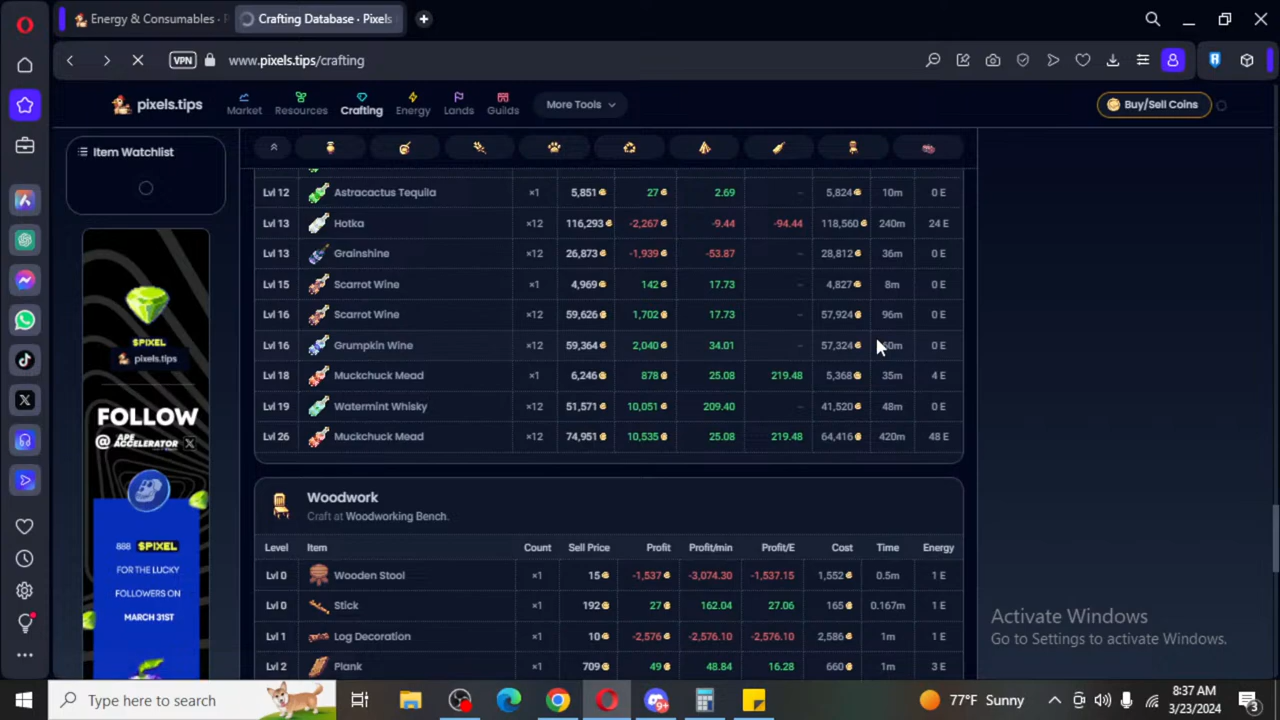 Energy & Consumables · P
Crafting Database · Pixels
VPN
www.pixels.tips/crafting
pixels.tips
Market
Resources
Crafting
Energy
Lands
Guilds
More Tools
Buy/Sell Coins
Item Watchlist
Lvl 12 Astracactus Tequila ×1 5,851 27 2.69 – 5,824 10m 0 E
Lvl 13 Hotka ×12 116,293 -2,267 -9.44 -94.44 118,560 240m 24 E
Lvl 13 Grainshine ×12 26,873 -1,939 -53.87 – 28,812 36m 0 E
Lvl 15 Scarrot Wine ×1 4,969 142 17.73 – 4,827 8m 0 E
Lvl 16 Scarrot Wine ×12 59,626 1,702 17.73 – 57,924 96m 0 E
Lvl 16 Grumpkin Wine ×12 59,364 2,040 34.01 – 57,324 60m 0 E
Lvl 18 Muckchuck Mead ×1 6,246 878 25.08 219.48 5,368 35m 4 E
Lvl 19 Watermint Whisky ×12 51,571 10,051 209.40 – 41,520 48m 0 E
Lvl 26 Muckchuck Mead ×12 74,951 10,535 25.08 219.48 64,416 420m 48 E
Woodwork
Craft at Woodworking Bench.
Level Item Count Sell Price Profit Profit/min Profit/E Cost Time Energy
Lvl 0 Wooden Stool ×1 15 -1,537 -3,074.30 -1,537.15 1,552 0.5m 1 E
Lvl 0 Stick ×1 192 27 162.04 27.06 165 0.167m 1 E
Lvl 1 Log Decoration ×1 10 -2,576 -2,576.10 -2,576.10 2,586 1m 1 E
Lvl 2 Plank ×1 709 49 48.84 16.28 660 1m 3 E
$PIXEL
pixels.tips
FOLLOW
@ APE ACCELERATOR X
888 $PIXEL
FOR THE LUCKY
FOLLOWERS ON
MARCH 31ST
Activate Windows
Go to Settings to activate Windows.
Type here to search
77°F Sunny
8:37 AM
3/23/2024
3